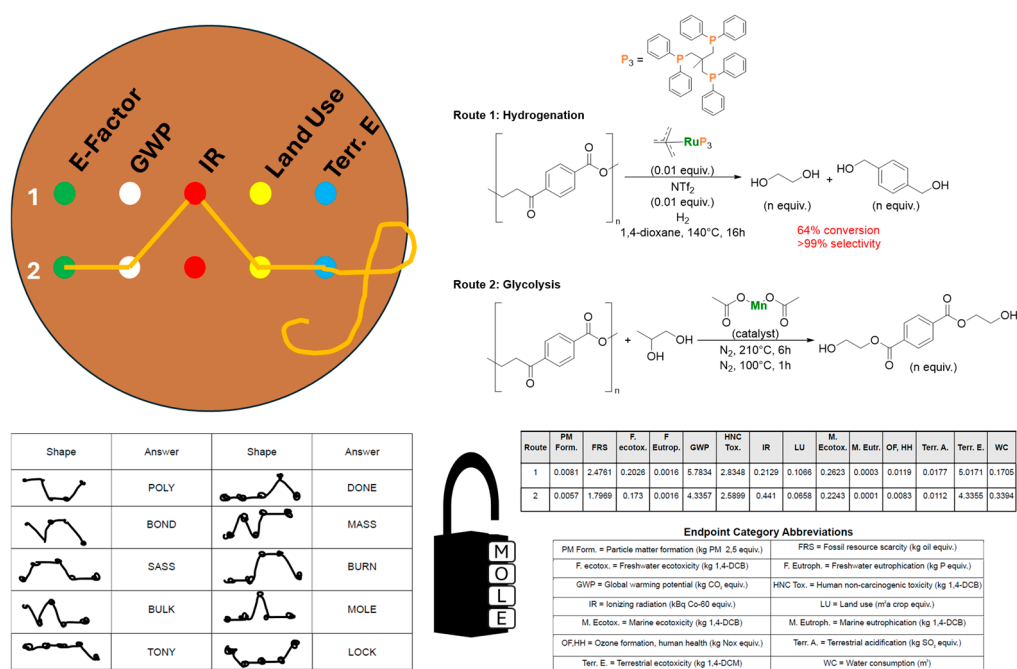 E-Factor
GWP
IR
Land Use
Terr. E
1
2
P3 =
P
P
P
Route 1: Hydrogenation
O
O
O
n
RuP3
(0.01 equiv.)
NTf2
(0.01 equiv.)
H2
1,4-dioxane, 140°C, 16h
HO
OH
(n equiv.)
+
HO
OH
(n equiv.)
64% conversion
>99% selectivity
Route 2: Glycolysis
O
O
O
n
+
OH
OH
O
Mn
O
O
O
(catalyst)
N2, 210°C, 6h
N2, 100°C, 1h
HO
O
O
O
O
OH
(n equiv.)
Shape Answer Shape Answer
POLY DONE
BOND MASS
SASS BURN
BULK MOLE
TONY LOCK
M
O
L
E
Route PM Form. FRS F. ecotox. F Eutrop. GWP HNC Tox. IR LU M. Ecotox. M. Eutr. OF, HH Terr. A. Terr. E. WC
1 0.0081 2.4761 0.2026 0.0016 5.7834 2.8348 0.2129 0.1066 0.2623 0.0003 0.0119 0.0177 5.0171 0.1705
2 0.0057 1.7969 0.173 0.0016 4.3357 2.5899 0.441 0.0658 0.2243 0.0001 0.0083 0.0112 4.3355 0.3394
Endpoint Category Abbreviations
PM Form. = Particle matter formation (kg PM 2,5 equiv.) FRS = Fossil resource scarcity (kg oil equiv.)
F. ecotox. = Freshwater ecotoxicity (kg 1,4-DCB) F. Eutroph. = Freshwater eutrophication (kg P equiv.)
GWP = Global warming potential (kg CO2 equiv.) HNC Tox. = Human non-carcinogenic toxicity (kg 1,4-DCB)
IR = Ionizing radiation (kBq Co-60 equiv.) LU = Land use (m²a crop equiv.)
M. Ecotox. = Marine ecotoxicity (kg 1,4-DCB) M. Eutroph. = Marine eutrophication (kg 1,4-DCB)
OF,HH = Ozone formation, human health (kg Nox equiv.) Terr. A. = Terrestrial acidification (kg SO2 equiv.)
Terr. E. = Terrestrial ecotoxicity (kg 1,4-DCM) WC = Water consumption (m³)